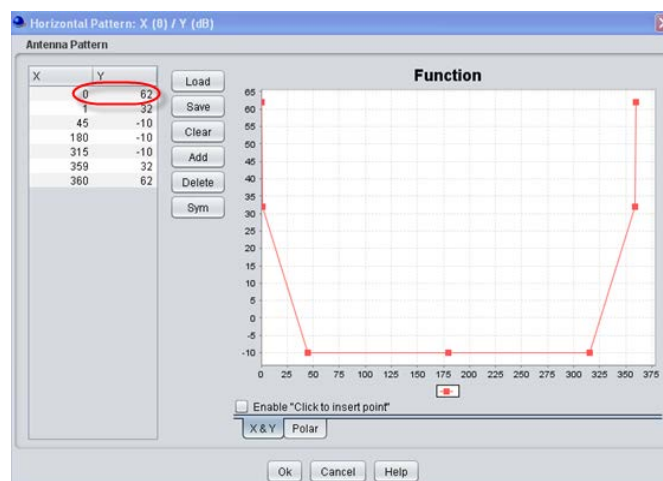 Horizontal Pattern: X (0) / Y (dB)
Antenna Pattern
X Y
0 62
1 32
45 -10
180 -10
315 -10
359 32
360 62
Load
Save
Clear
Add
Delete
Sym
Function
65
60
55
50
45
40
35
30
25
20
15
10
5
0
-5
-10
0 25 50 75 100 125 150 175 200 225 250 275 300 325 350 375
Enable "Click to insert point"
X & Y Polar
Ok Cancel Help